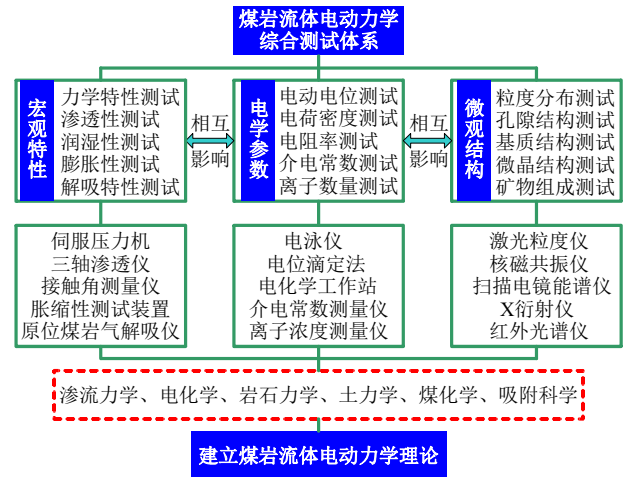 煤岩流体电动力学
综合测试体系
宏观特性
力学特性测试
渗透性测试
润湿性测试
膨胀性测试
解吸特性测试
相互
影响
电学参数
电动电位测试
电荷密度测试
电阻率测试
介电常数测试
离子数量测试
相互
影响
微观结构
粒度分布测试
孔隙结构测试
基质结构测试
微晶结构测试
矿物组成测试
伺服压力机
三轴渗透仪
接触角测量仪
胀缩性测试装置
原位煤岩气解吸仪
电泳仪
电位滴定法
电化学工作站
介电常数测量仪
离子浓度测量仪
激光粒度仪
核磁共振仪
扫描电镜能谱仪
X衍射仪
红外光谱仪
渗流力学、电化学、岩石力学、土力学、煤化学、吸附科学
建立煤岩流体电动力学理论